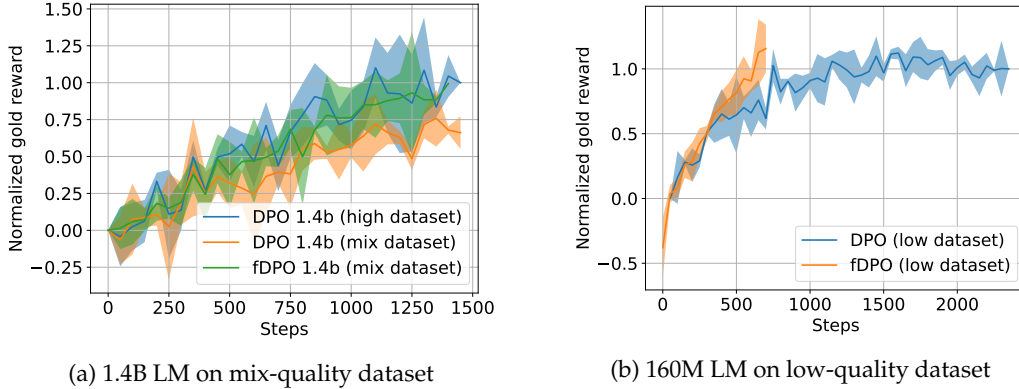 1.50
1.25
1.00
0.75
0.50
0.25
0.00
−0.25
Normalized gold reward
0 250 500 750 1000 1250 1500
Steps
DPO 1.4b (high dataset)
DPO 1.4b (mix dataset)
fDPO 1.4b (mix dataset)
(a) 1.4B LM on mix-quality dataset
1.0
0.5
0.0
−0.5
Normalized gold reward
0 500 1000 1500 2000
Steps
DPO (low dataset)
fDPO (low dataset)
(b) 160M LM on low-quality dataset